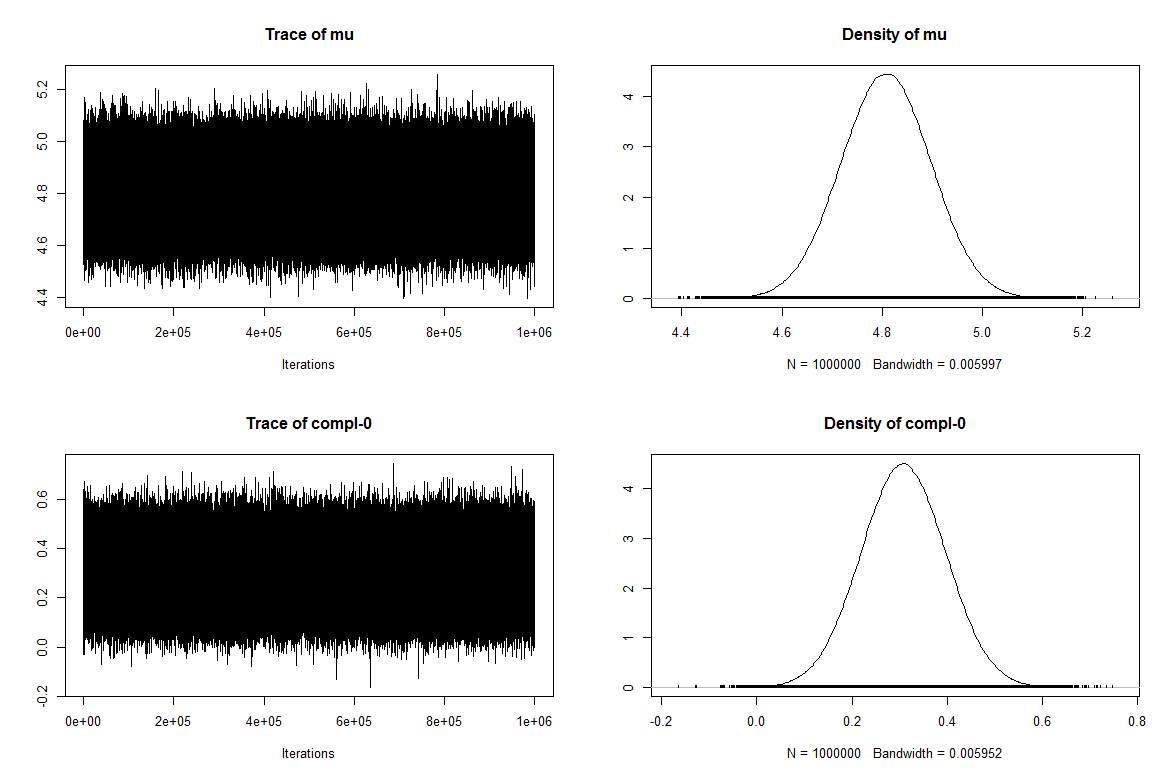 Trace of mu
5.2
5.0
4.8
4.6
4.4
0e+00 2e+05 4e+05 6e+05 8e+05 1e+06
Iterations
Density of mu
4
3
2
1
0
4.4 4.6 4.8 5.0 5.2
N = 1000000 Bandwidth = 0.005997
Trace of compl-0
0.6
0.4
0.2
0.0
-0.2
0e+00 2e+05 4e+05 6e+05 8e+05 1e+06
Iterations
Density of compl-0
4
3
2
1
0
-0.2 0.0 0.2 0.4 0.6 0.8
N = 1000000 Bandwidth = 0.005952